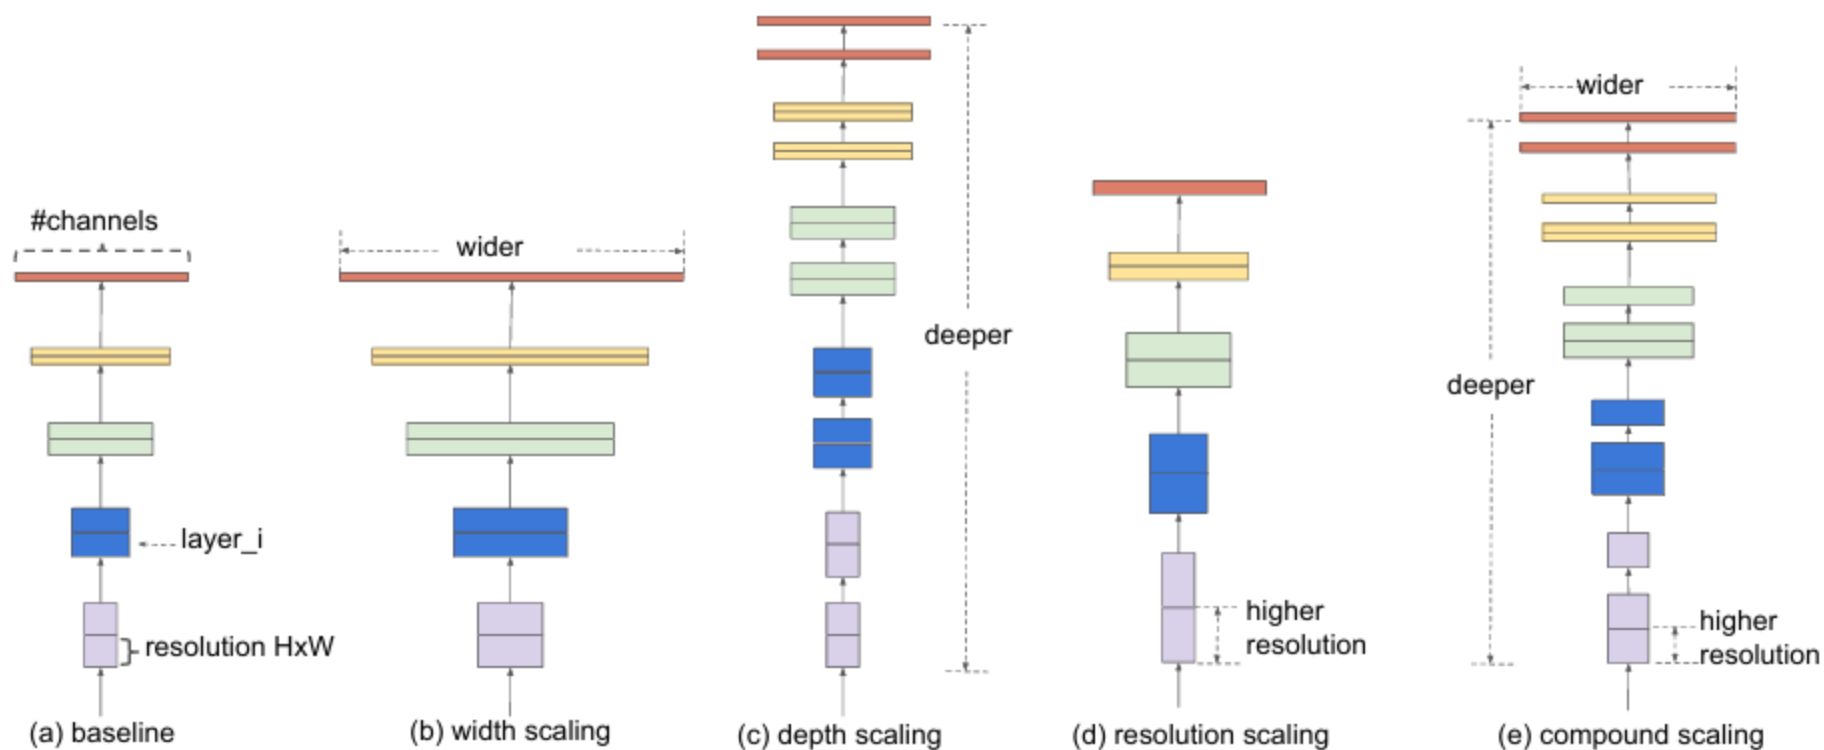 #channels
layer_i
resolution HxW
(a) baseline
wider
(b) width scaling
deeper
(c) depth scaling
higher
resolution
(d) resolution scaling
wider
deeper
higher
resolution
(e) compound scaling